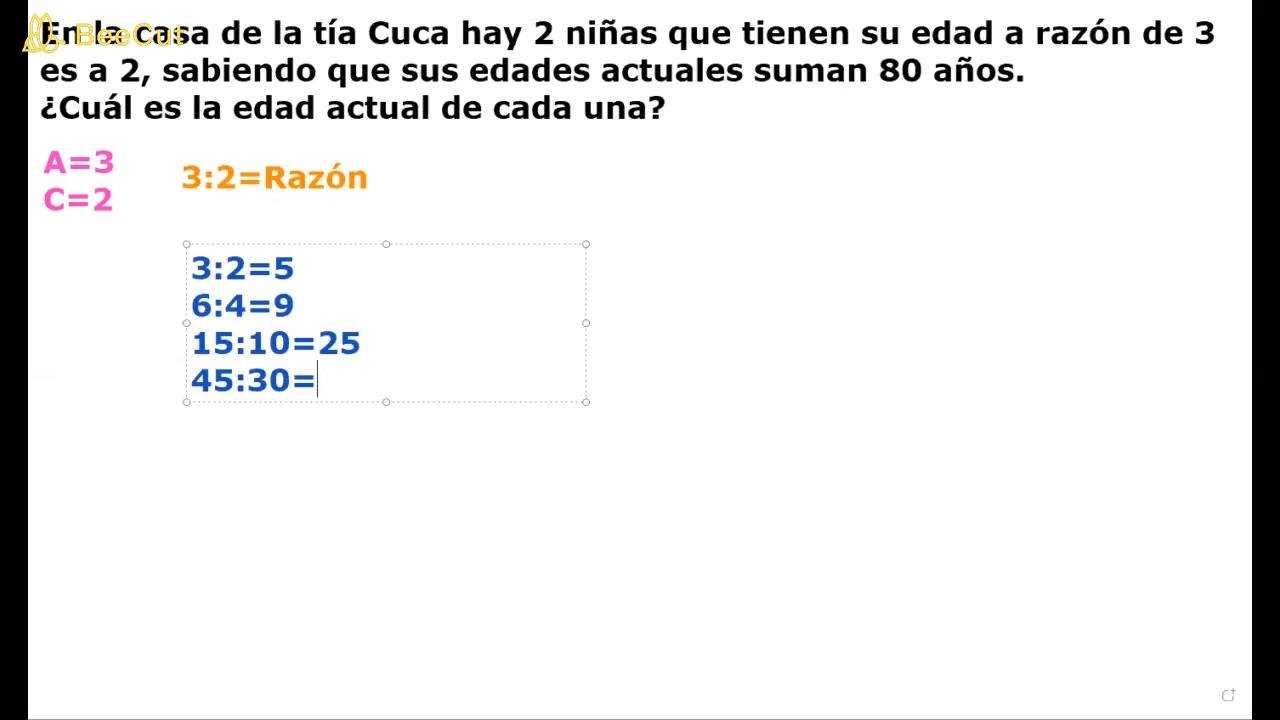 En la casa de la tía Cuca hay 2 niñas que tienen su edad a razón de 3
es a 2, sabiendo que sus edades actuales suman 80 años.
¿Cuál es la edad actual de cada una?
BeeCut
A=3
C=2
3:2=Razón
3:2=5
6:4=9
15:10=25
45:30=